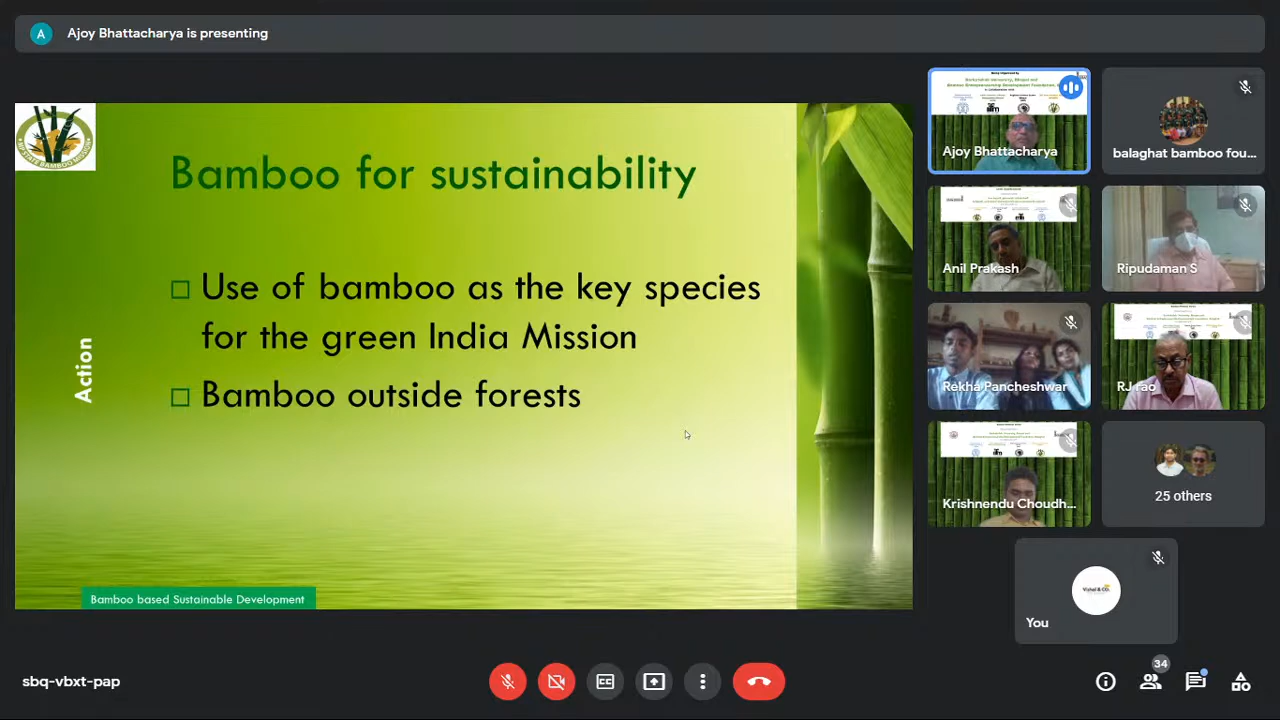 A
Ajoy Bhattacharya is presenting
Bamboo for sustainability
Use of bamboo as the key species
for the green India Mission
Bamboo outside forests
Action
Bamboo based Sustainable Development
Ajoy Bhattacharya
balaghat bamboo fou...
Anil Prakash
Ripudaman S
Rekha Pancheshwar
RJ rao
Krishnendu Choudh...
25 others
You
sbq-vbxt-pap
CC
34